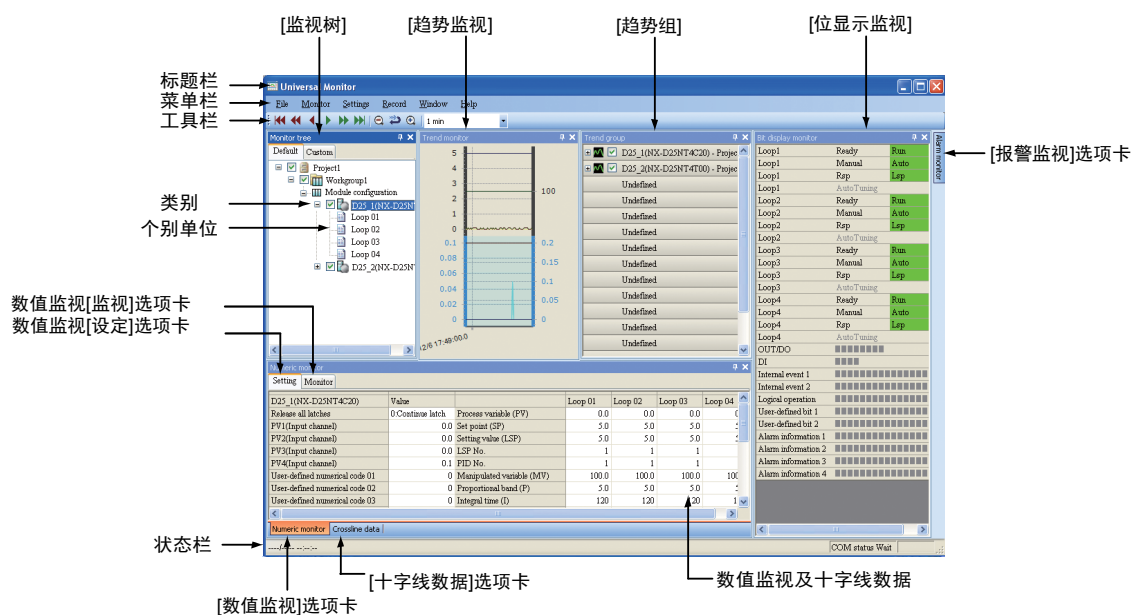 [监视树]
[趋势监视]
[趋势组]
[位显示监视]
标题栏
菜单栏
工具栏
类别
个别单位
数值监视[监视]选项卡
数值监视[设定]选项卡
状态栏
[数值监视]选项卡
[十字线数据]选项卡
数值监视及十字线数据
[报警监视]选项卡
Universal Monitor
File Monitor Settings Record Window Help
1 min
Monitor tree
Default Custom
Project1
Workgroup1
Module configuration
D25_1(NX-D25N
Loop 01
Loop 02
Loop 03
Loop 04
D25_2(NX-D25N
Trend monitor
5
4
3
2
1
0
100
0.1
0.08
0.06
0.04
0.02
0
0.2
0.15
0.1
0.05
0
12/6 17:49:00.0
Trend group
D25_1(NX-D25NT4C20) - Projec
D25_2(NX-D25NT4T00) - Projec
Undefined
Undefined
Undefined
Undefined
Undefined
Undefined
Undefined
Undefined
Undefined
Undefined
Undefined
Bit display monitor
Loop1 Ready Run
Loop1 Manual Auto
Loop1 Rsp Lsp
Loop1 AutoTuning
Loop2 Ready Run
Loop2 Manual Auto
Loop2 Rsp Lsp
Loop2 AutoTuning
Loop3 Ready Run
Loop3 Manual Auto
Loop3 Rsp Lsp
Loop3 AutoTuning
Loop4 Ready Run
Loop4 Manual Auto
Loop4 Rsp Lsp
Loop4 AutoTuning
OUT/DO
DI
Internal event 1
Internal event 2
Logical operation
User-defined bit 1
User-defined bit 2
Alarm information 1
Alarm information 2
Alarm information 3
Alarm information 4
Alarm monitor
Numeric monitor
Setting Monitor
D25_1(NX-D25NT4C20) Value Loop 01 Loop 02 Loop 03 Loop 04
Release all latches 0:Continue latch Process variable (PV) 0.0 0.0 0.0
PV1(Input channel) 0.0 Set point (SP) 5.0 5.0 5.0
PV2(Input channel) 0.0 Setting value (LSP) 5.0 5.0 5.0
PV3(Input channel) 0.0 LSP No. 1 1 1
PV4(Input channel) 0.1 PID No. 1 1 1
User-defined numerical code 01 0 Manipulated variable (MV) 100.0 100.0 100.0 100
User-defined numerical code 02 0 Proportional band (P) 5.0 5.0 5.0
User-defined numerical code 03 0 Integral time (I) 120 120 120 1
Numeric monitor Crossline data
----/--/-- --:--:--
COM status Wait